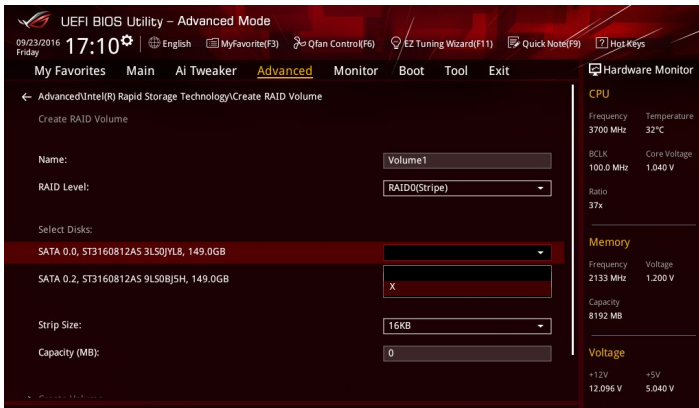 UEFI BIOS Utility – Advanced Mode
09/23/2016 Friday 17:10 English MyFavorite(F3) Qfan Control(F6) EZ Tuning Wizard(F11) Quick Note(F9) Hot Keys
My Favorites Main Ai Tweaker Advanced Monitor Boot Tool Exit
Hardware Monitor
← Advanced\Intel(R) Rapid Storage Technology\Create RAID Volume
Create RAID Volume
Name: Volume1
RAID Level: RAID0(Stripe)
Select Disks:
SATA 0.0, ST3160812AS 3LS0JYL8, 149.0GB
SATA 0.2, ST3160812AS 9LS0BJ5H, 149.0GB
X
Strip Size: 16KB
Capacity (MB): 0
Create Volume
CPU
Frequency Temperature
3700 MHz 32°C
BCLK Core Voltage
100.0 MHz 1.040 V
Ratio
37x
Memory
Frequency Voltage
2133 MHz 1.200 V
Capacity
8192 MB
Voltage
+12V +5V
12.096 V 5.040 V